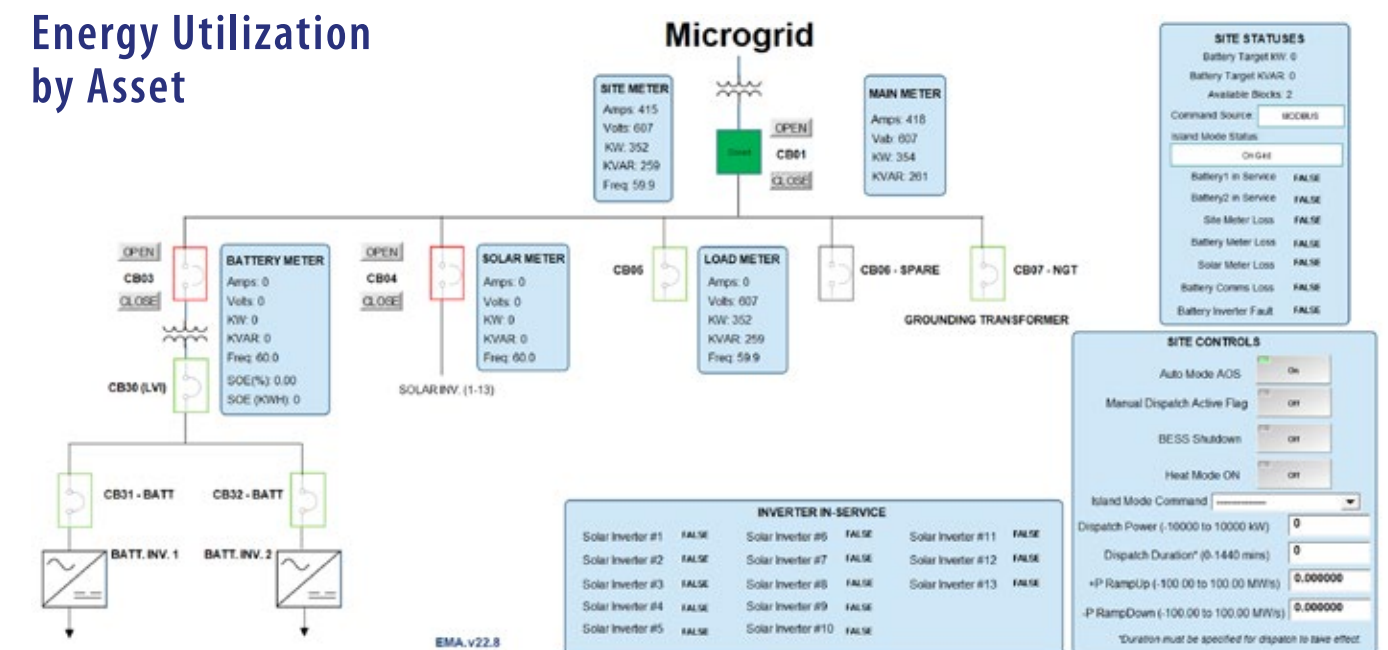 Energy Utilization
by Asset
Microgrid
SITE METER
Amps: 415
Volts: 607
KW: 352
KVAR: 259
Freq: 59.9
Closed
OPEN
CB01
CLOSE
MAIN METER
Amps: 418
Vab: 607
KW: 354
KVAR: 261
SITE STATUSES
Battery Target KW: 0
Battery Target KVAR: 0
Available Blocks: 2
Command Source: MODBUS
Island Mode Status:
On Grid
Battery1 in Service FALSE
Battery2 in Service FALSE
Site Meter Loss FALSE
Battery Meter Loss FALSE
Solar Meter Loss FALSE
Battery Comms Loss FALSE
Battery Inverter Fault FALSE
OPEN
CB03
CLOSE
BATTERY METER
Amps: 0
Volts: 0
KW: 0
KVAR: 0
Freq: 60.0
SOE(%): 0.00
SOE (KWH): 0
OPEN
CB04
CLOSE
SOLAR METER
Amps: 0
Volts: 0
KW: 0
KVAR: 0
Freq: 60.0
CB05
LOAD METER
Amps: 0
Volts: 607
KW: 352
KVAR: 259
Freq: 59.9
CB06 - SPARE
CB07 - NGT
GROUNDING TRANSFORMER
CB30 (LVI)
SOLAR INV. (1-13)
CB31 - BATT
CB32 - BATT
BATT. INV. 1
BATT. INV. 2
EMA.v22.8
INVERTER IN-SERVICE
Solar Inverter #1 FALSE Solar Inverter #6 FALSE Solar Inverter #11 FALSE
Solar Inverter #2 FALSE Solar Inverter #7 FALSE Solar Inverter #12 FALSE
Solar Inverter #3 FALSE Solar Inverter #8 FALSE Solar Inverter #13 FALSE
Solar Inverter #4 FALSE Solar Inverter #9 FALSE
Solar Inverter #5 FALSE Solar Inverter #10 FALSE
SITE CONTROLS
Auto Mode AOS On
Manual Dispatch Active Flag Off
BESS Shutdown Off
Heat Mode ON Off
Island Mode Command ---------------
Dispatch Power (-10000 to 10000 kW) 0
Dispatch Duration* (0-1440 mins) 0
+P RampUp (-100.00 to 100.00 MW/s) 0.000000
-P RampDown (-100.00 to 100.00 MW/s) 0.000000
*Duration must be specified for dispatch to take effect.